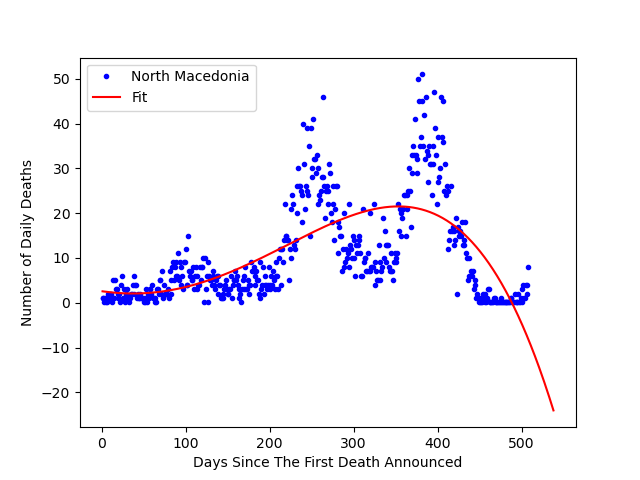 North Macedonia
Fit
50
40
30
20
10
0
−10
−20
Number of Daily Deaths
0 100 200 300 400 500
Days Since The First Death Announced